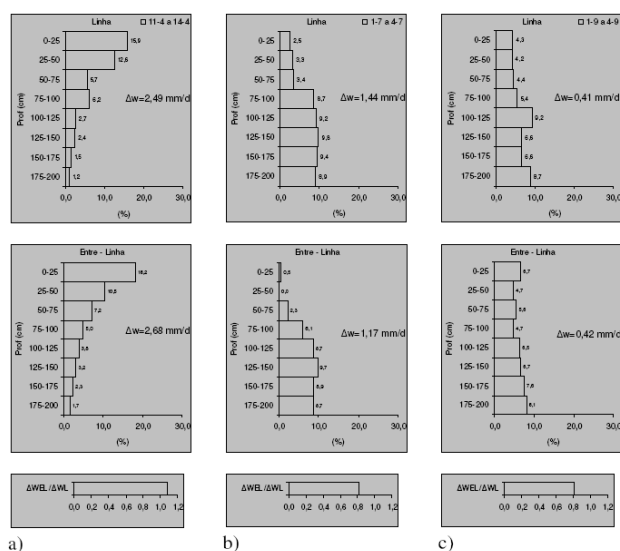 Linha 11-4 a 14-4
Prof (cm)
0-25 15,9
25-50 12,6
50-75 5,7
75-100 6,2
100-125 2,7
125-150 2,4
150-175 1,5
175-200 1,2
Δw=2,49 mm/d
0,0 10,0 20,0 30,0
(%)
Linha 1-7 a 4-7
Prof (cm)
0-25 2,5
25-50 3,3
50-75 3,4
75-100 8,7
100-125 9,2
125-150
150-175 9,4
175-200 8,9
Δw=1,44 mm/d
0,0 10,0 20,0 30,0
(%)
Linha 1-9 a 4-9
Prof (cm)
0-25 4,3
25-50 4,2
50-75 4,4
75-100 5,4
100-125 9,2
125-150
150-175
175-200 8,7
Δw=0,41 mm/d
0,0 10,0 20,0 30,0
(%)
Entre - Linha
Prof (cm)
0-25 18,2
25-50
50-75 7,2
75-100 5,0
100-125
125-150 3,2
150-175 2,3
175-200 1,7
Δw=2,68 mm/d
0,0 10,0 20,0 30,0
(%)
Entre - Linha
Prof (cm)
0-25
25-50 0,0
50-75 2,3
75-100 6,1
100-125 8,7
125-150 9,7
150-175 8,9
175-200 8,7
Δw=1,17 mm/d
0,0 10,0 20,0 30,0
(%)
Entre - Linha
Prof (cm)
0-25 6,7
25-50 4,7
50-75
75-100 4,7
100-125
125-150 6,7
150-175
175-200 8,1
Δw=0,42 mm/d
0,0 10,0 20,0 30,0
(%)
ΔWEL/ΔWL
0,0 0,2 0,4 0,6 0,8 1,0 1,2
ΔWEL/ΔWL
0,0 0,2 0,4 0,6 0,8 1,0 1,2
ΔWEL/ΔWL
0,0 0,2 0,4 0,6 0,8 1,0 1,2
a) b) c)